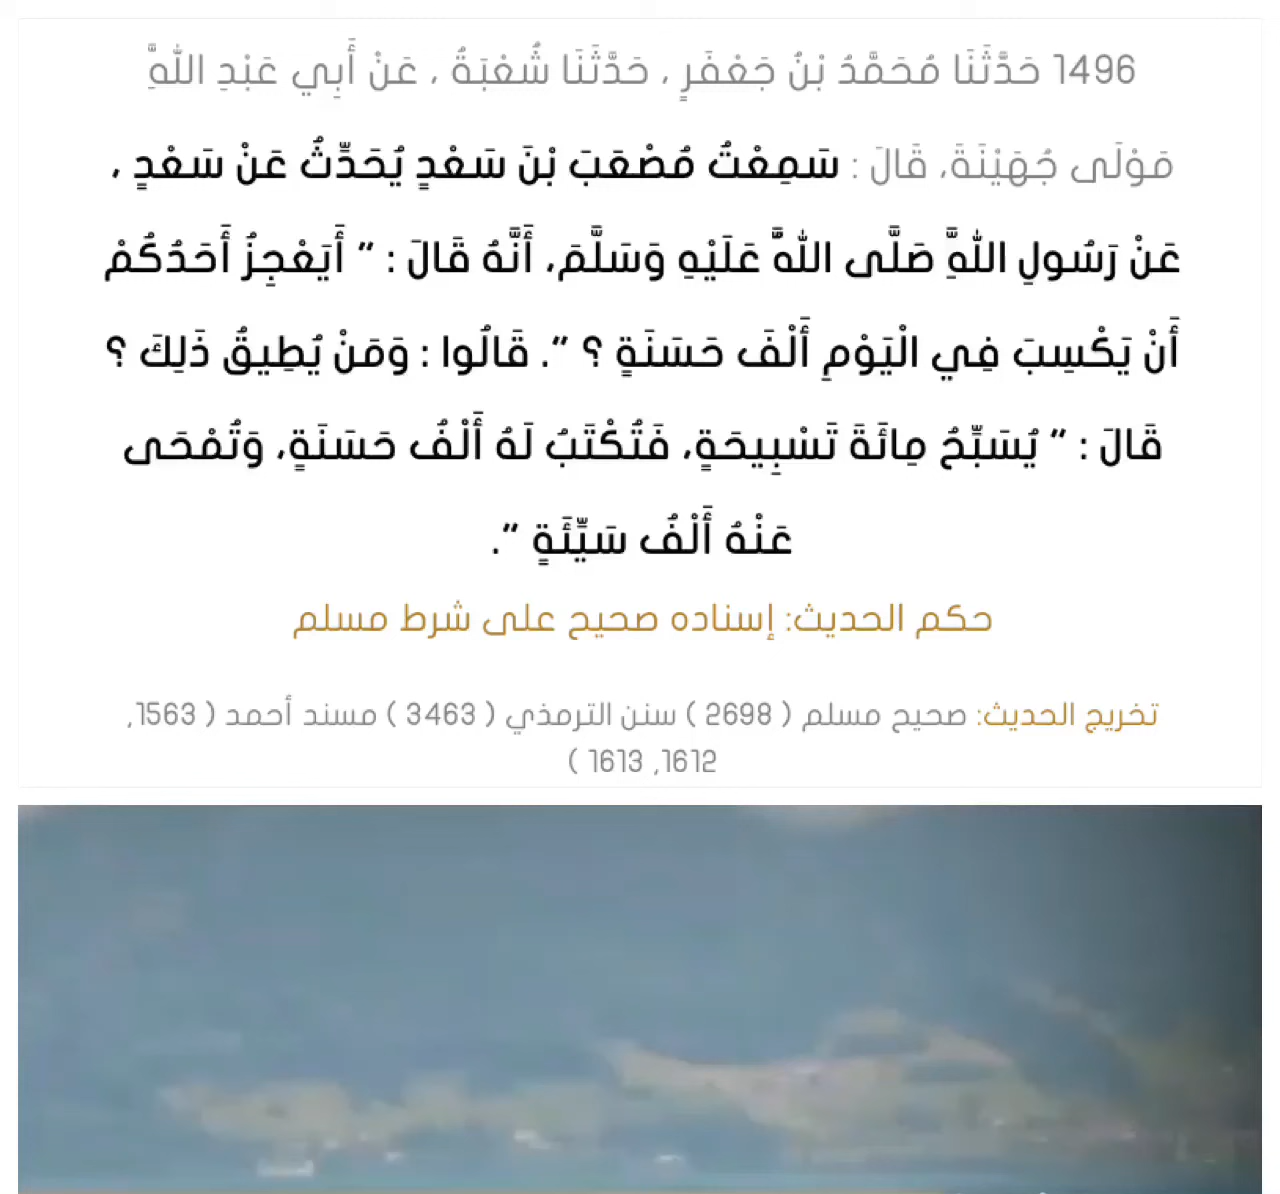 1496 حَدَّثَنَا مُحَمَّدُ بْنُ جَعْفَرٍ ، حَدَّثَنَا شُعْبَةُ ، عَنْ أَبِي عَبْدِ اللَّهِ
مَوْلَى جُهَيْنَةَ، قَالَ : سَمِعْتُ مُصْعَبَ بْنَ سَعْدٍ يُحَدِّثُ عَنْ سَعْدٍ ،
عَنْ رَسُولِ اللَّهِ صَلَّى اللَّهُ عَلَيْهِ وَسَلَّمَ، أَنَّهُ قَالَ : " أَيَعْجِزُ أَحَدُكُمْ
أَنْ يَكْسِبَ فِي الْيَوْمِ أَلْفَ حَسَنَةٍ ؟ ". قَالُوا : وَمَنْ يُطِيقُ ذَلِكَ ؟
قَالَ : " يُسَبِّحُ مِائَةَ تَسْبِيحَةٍ، فَتُكْتَبُ لَهُ أَلْفُ حَسَنَةٍ، وَتُمْحَى
عَنْهُ أَلْفُ سَيِّئَةٍ ".
حكم الحديث: إسناده صحيح على شرط مسلم
تخريج الحديث: صحيح مسلم ( 2698 ) سنن الترمذي ( 3463 ) مسند أحمد ( 1563,
1612, 1613 )